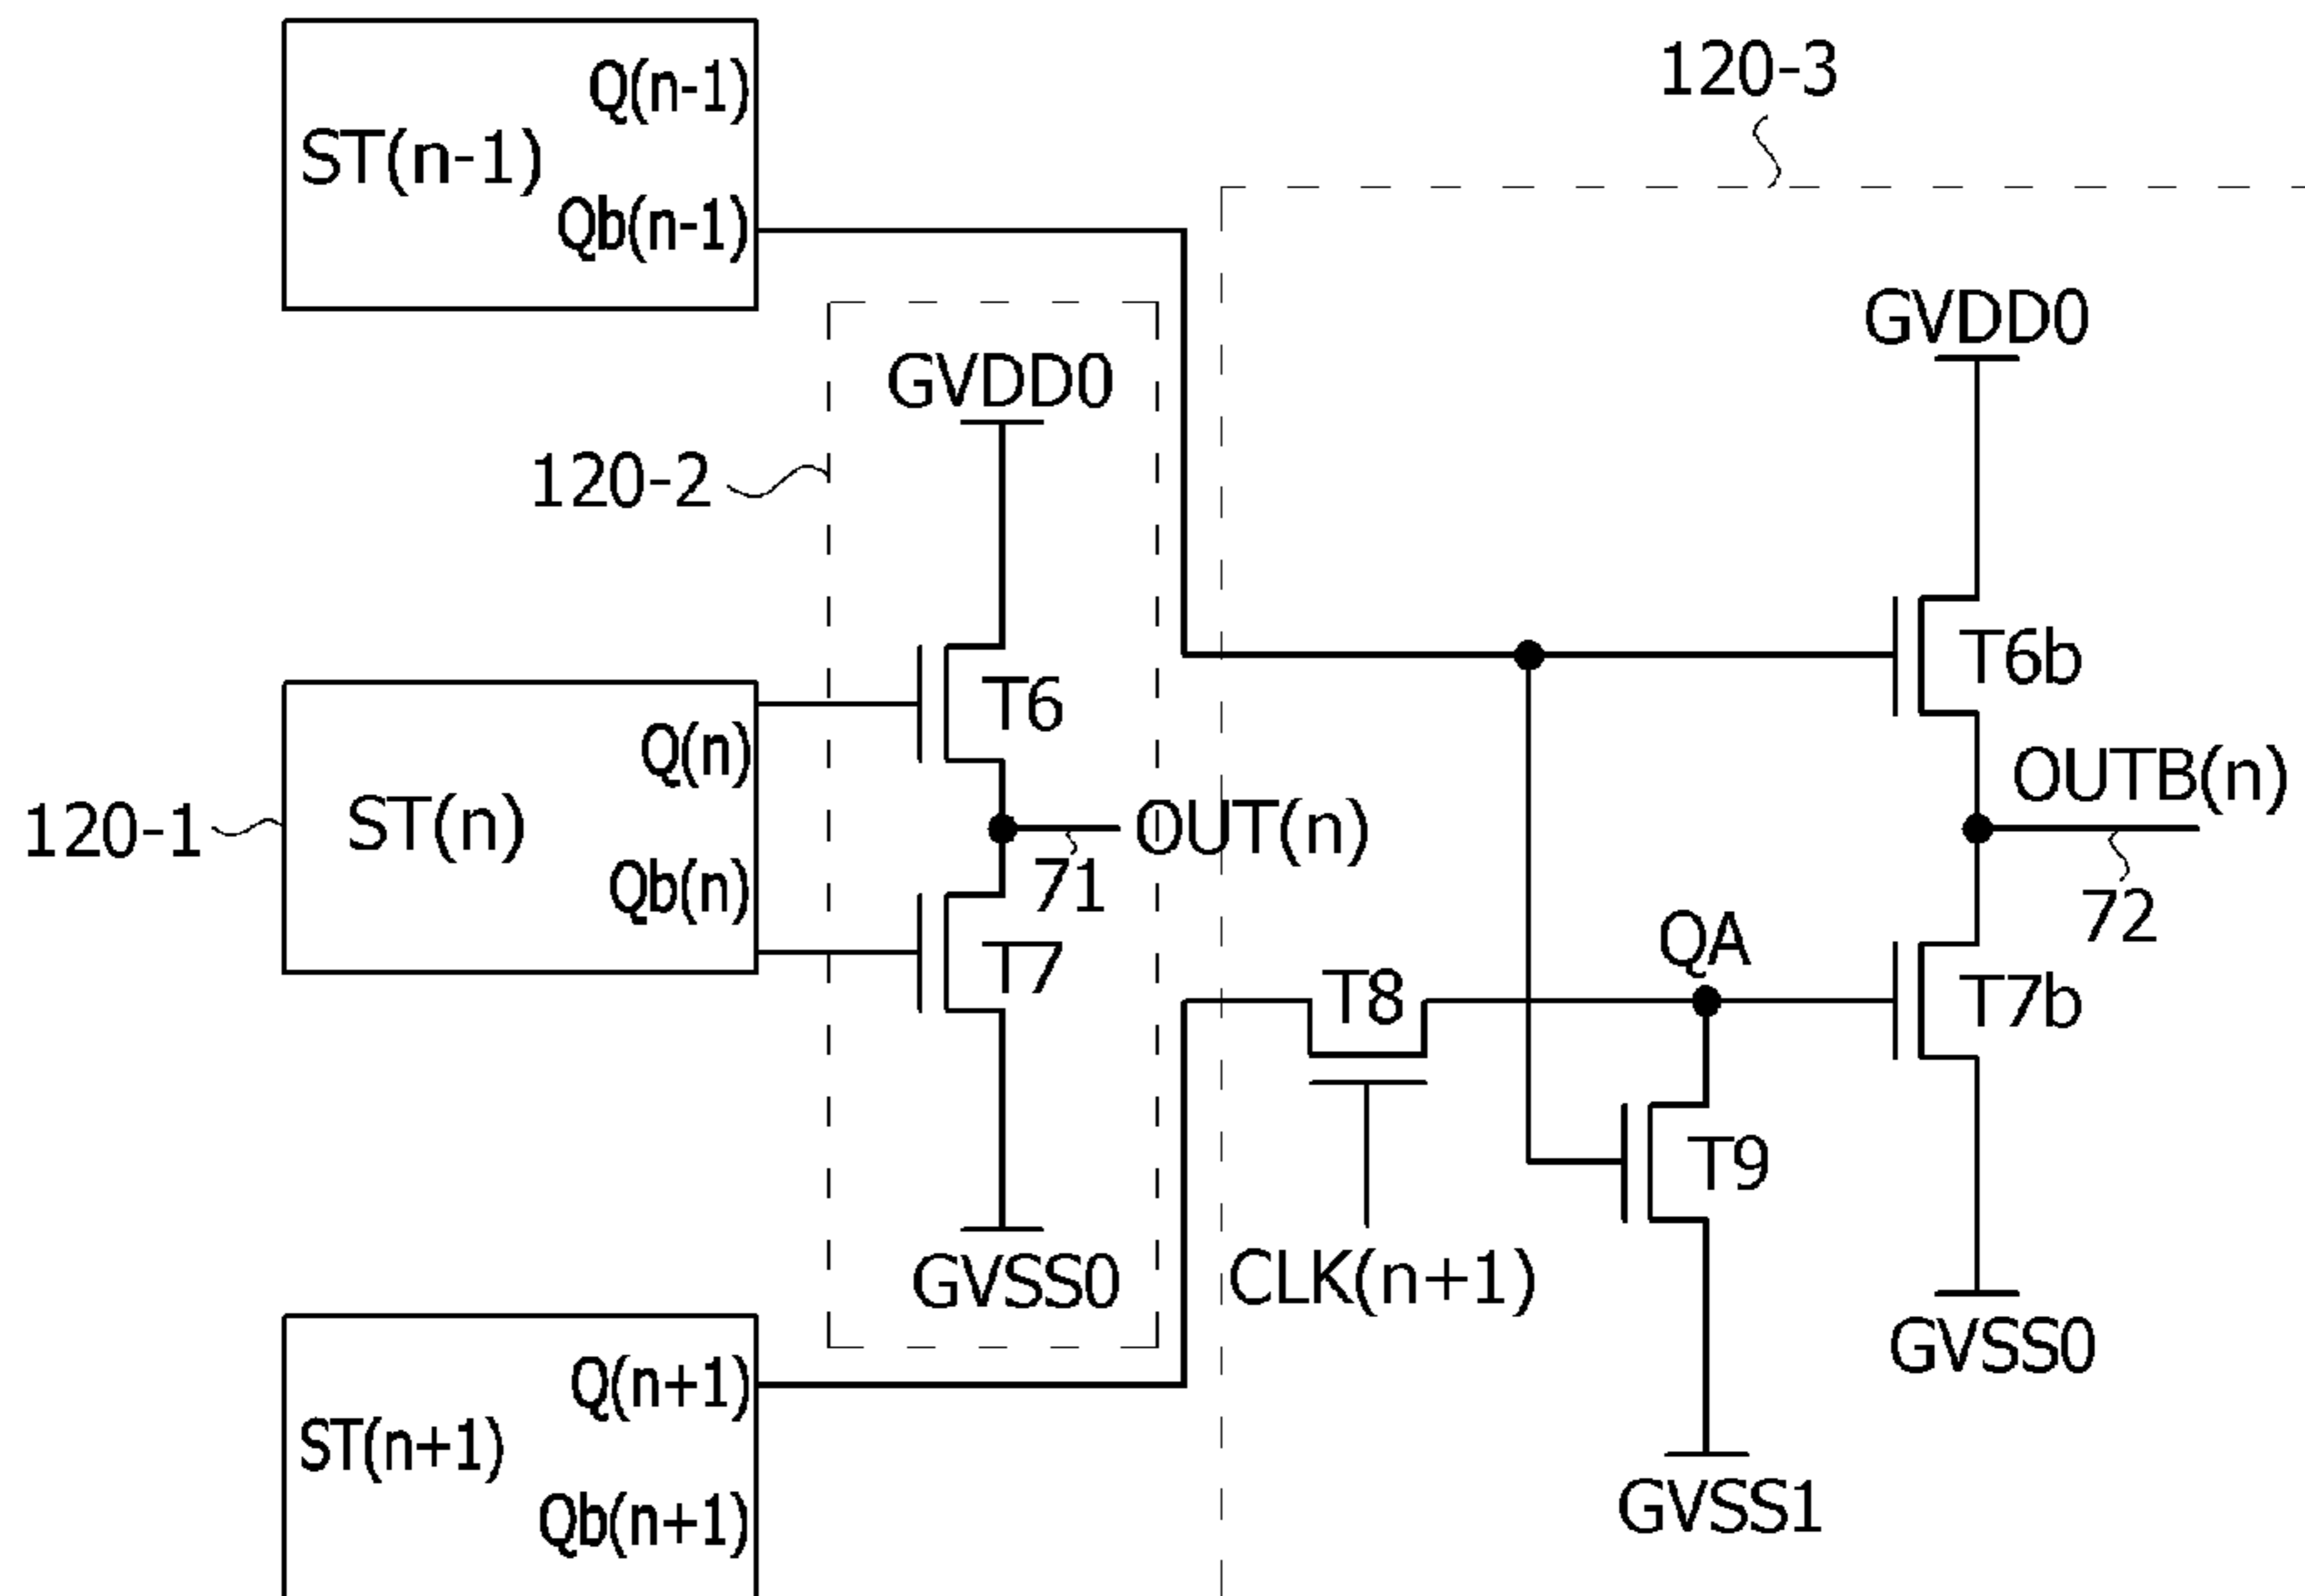 120-3
Q(n-1)
ST(n-1)
Qb(n-1)
GVDD0
GVDD0
120-2
T6b
T6
Q(n)
OUTB(n)
120-1
ST(n)
OUT(n)
Qb(n)
71
72
QA
T7
T8
T7b
T9
CLK(n+1)
GVSS0
GVSS0
Q(n+1)
ST(n+1)
GVSS1
Qb(n+1)